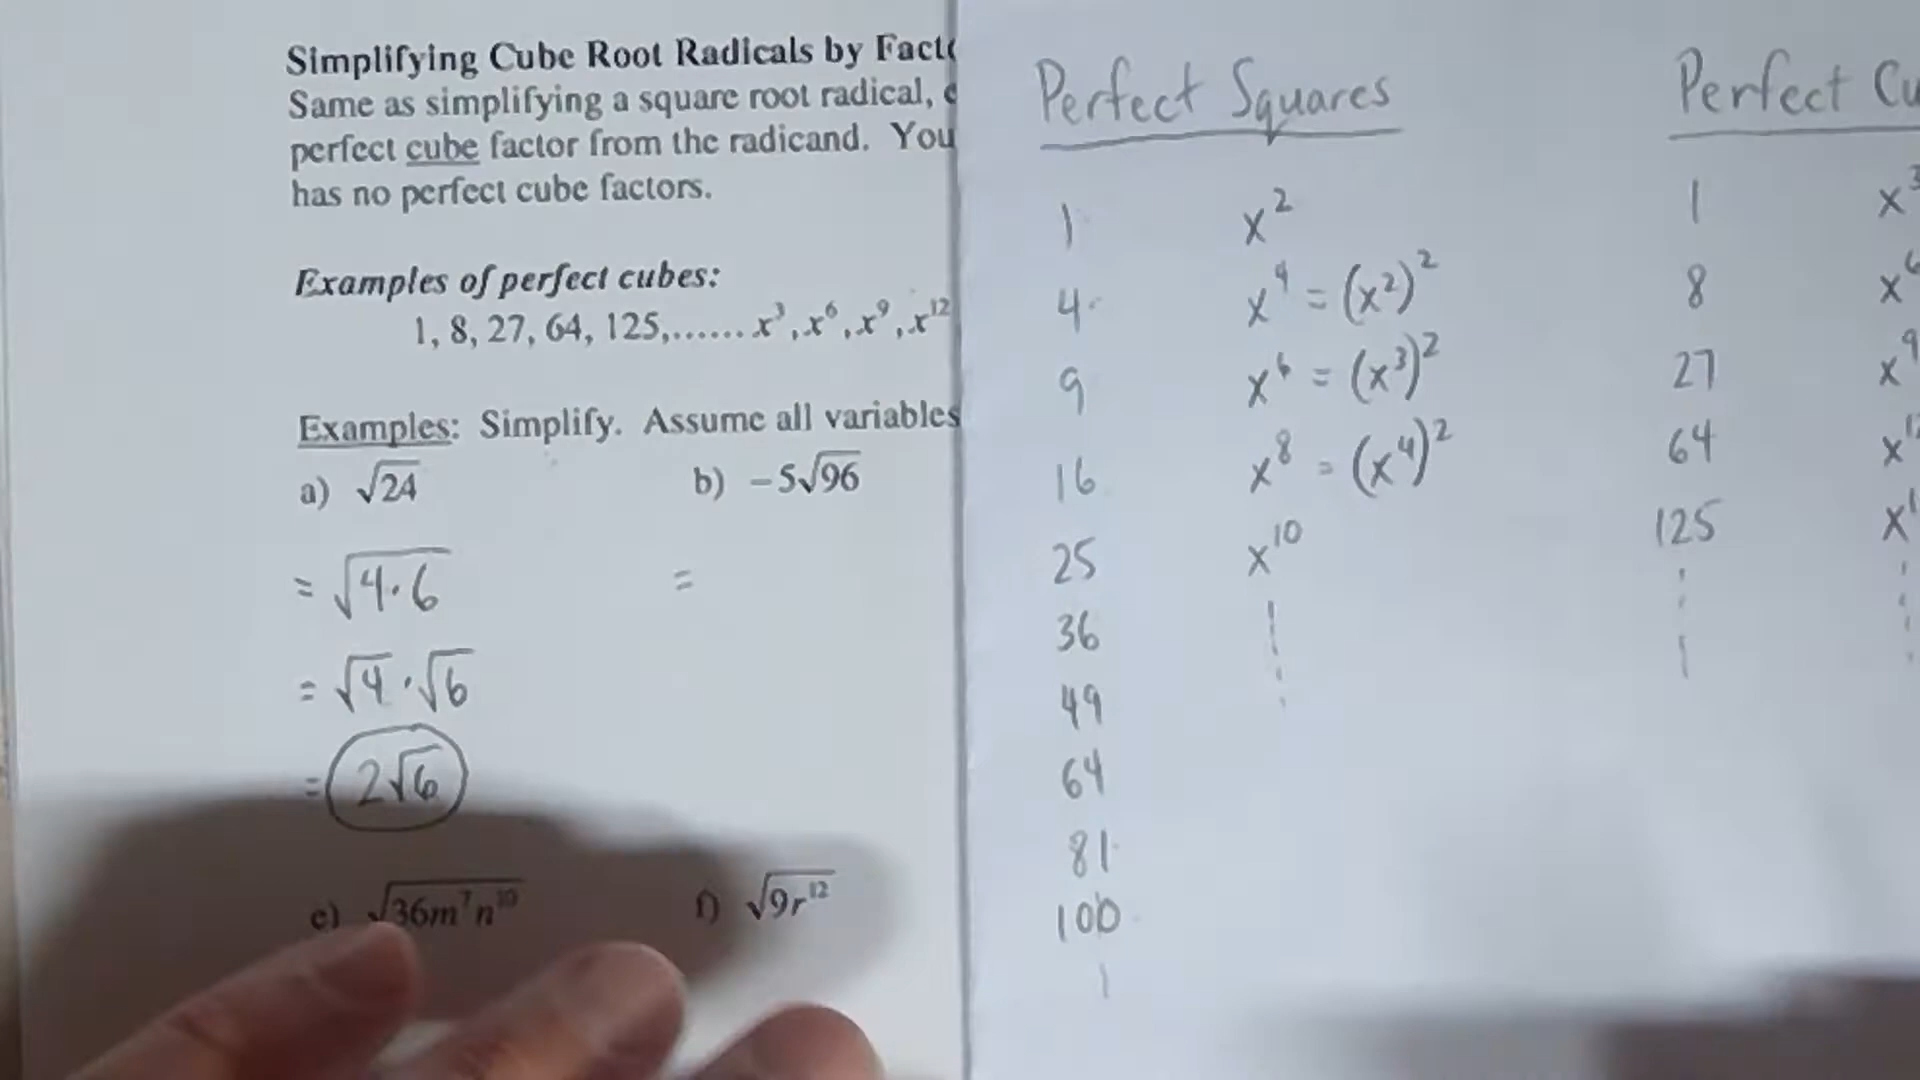 Simplifying Cube Root Radicals by Fact
Same as simplifying a square root radical,
perfect cube factor from the radicand. You
has no perfect cube factors.
Examples of perfect cubes:
1, 8, 27, 64, 125,.......x³, x⁶, x⁹, x¹²
Examples: Simplify. Assume all variables
a) √24
b) −5√96
= √4·6
=
= √4 · √6
= 2√6
e) √36m⁷n¹⁰
f) √9r¹²
Perfect Squares
1 x²
4 x⁴ = (x²)²
9 x⁶ = (x³)²
16 x⁸ = (x⁴)²
25 x¹⁰
36
49
64
81
100
Perfect Cu
1 x³
8 x⁶
27 x⁹
64 x
125 x